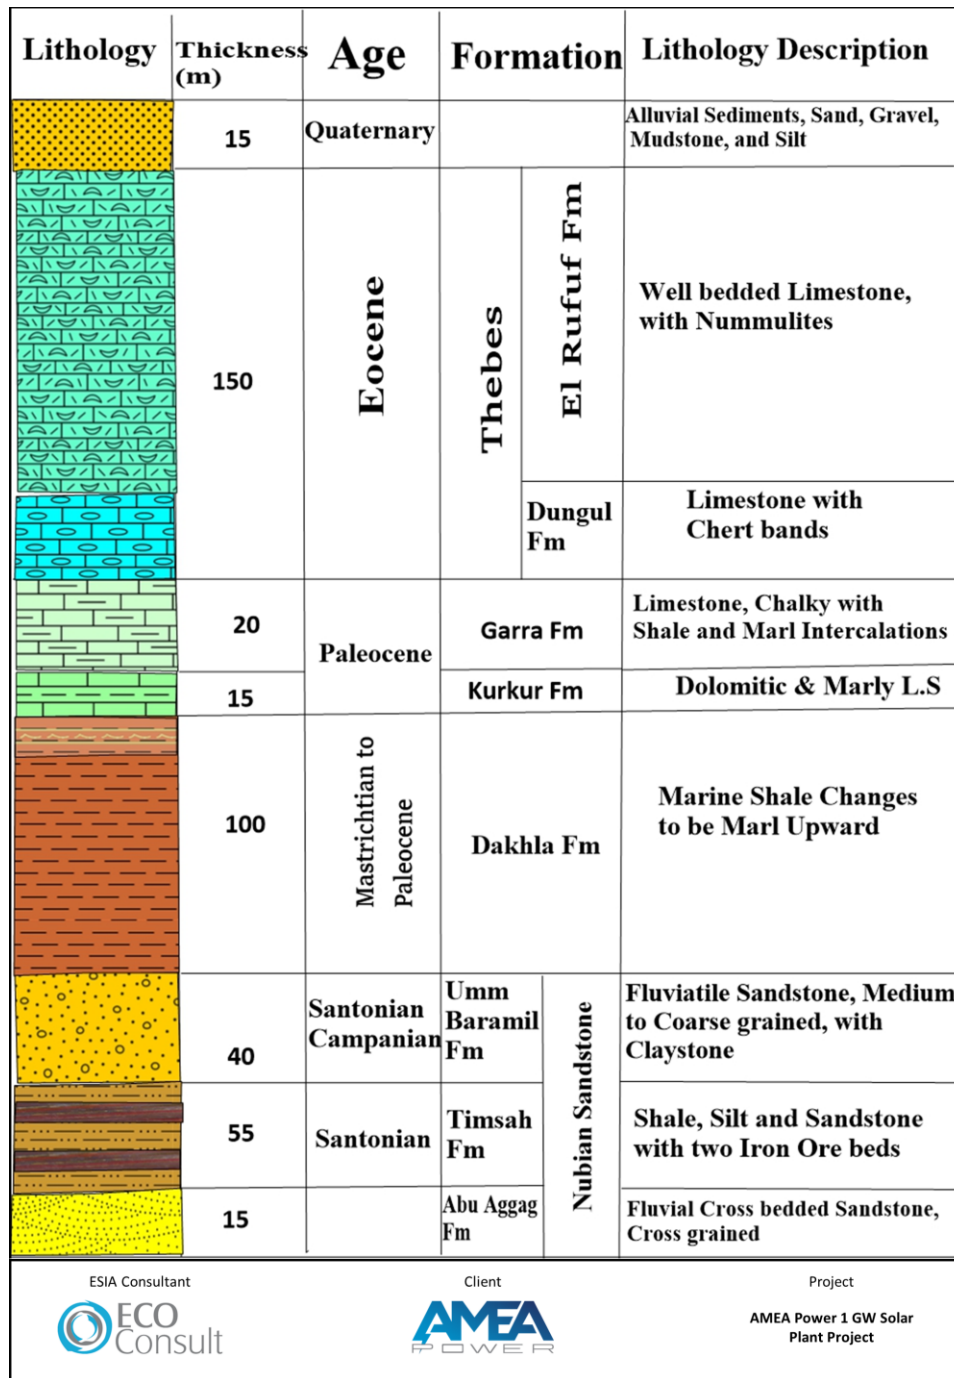 Lithology
Thickness
(m)
Age
Formation
Lithology Description
15
Quaternary
Alluvial Sediments, Sand, Gravel,
Mudstone, and Silt
150
Eocene
Thebes
El Rufuf Fm
Well bedded Limestone,
with Nummulites
Dungul
Fm
Limestone with
Chert bands
20
Paleocene
Garra Fm
Limestone, Chalky with
Shale and Marl Intercalations
15
Kurkur Fm
Dolomitic & Marly L.S
100
Mastrichtian to
Paleocene
Dakhla Fm
Marine Shale Changes
to be Marl Upward
40
Santonian
Campanian
Umm
Baramil
Fm
Nubian Sandstone
Fluviatile Sandstone, Medium
to Coarse grained, with
Claystone
55
Santonian
Timsah
Fm
Shale, Silt and Sandstone
with two Iron Ore beds
15
Abu Aggag
Fm
Fluvial Cross bedded Sandstone,
Cross grained
ESIA Consultant
ECO
Consult
Client
AMEA
POWER
Project
AMEA Power 1 GW Solar
Plant Project